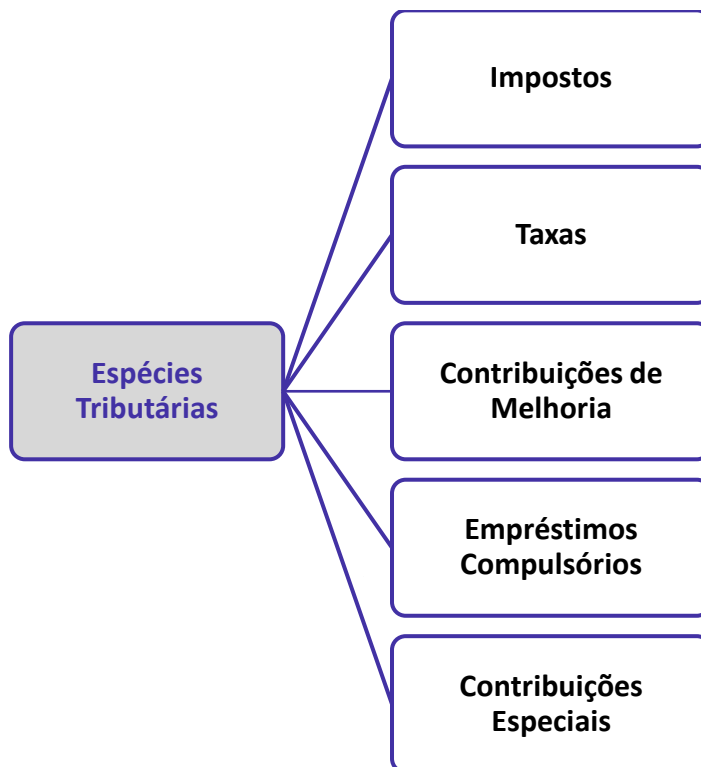 Impostos
Taxas
Espécies
Tributárias
Contribuições de
Melhoria
Empréstimos
Compulsórios
Contribuições
Especiais